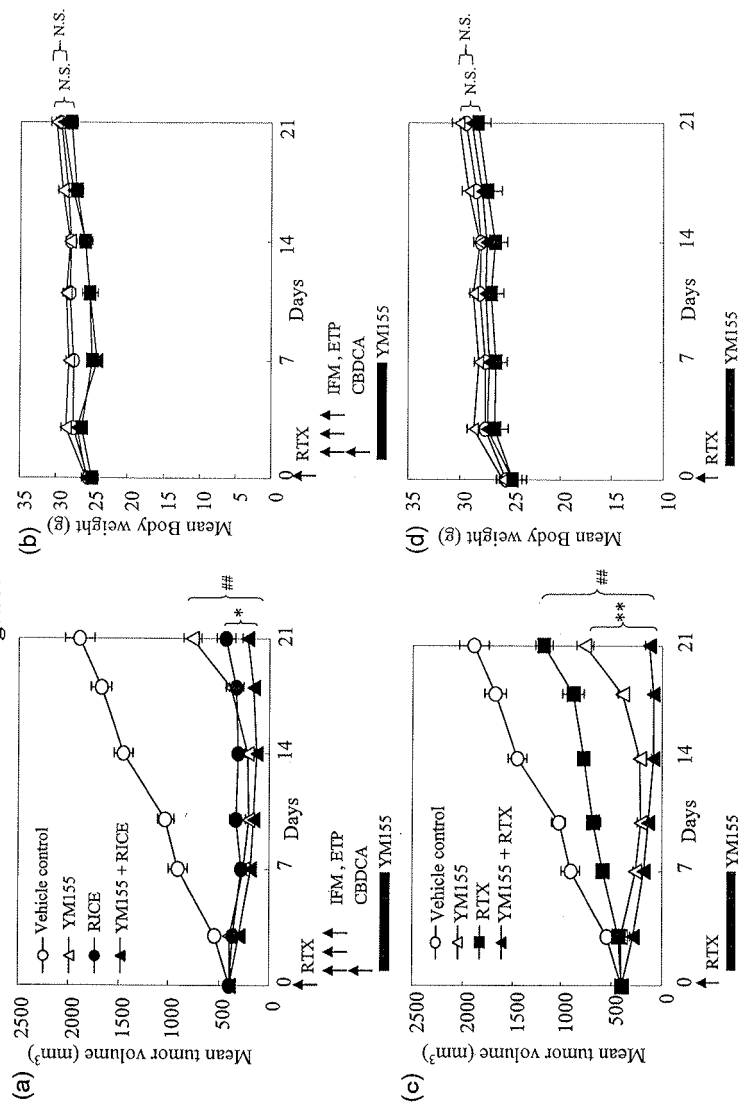 (a)
2500
2000
1500
1000
500
0
Mean tumor volume (mm³)
Vehicle control
YM155
RICE
YM155 + RICE
*
##
0
7
14
21
Days
RTX
IFM , ETP
CBDCA
YM155
(b)
35
30
25
20
15
10
5
0
Mean Body weight (g)
N.S.
N.S.
0
7
14
21
Days
RTX
IFM , ETP
CBDCA
YM155
(c)
2500
2000
1500
1000
500
0
Mean tumor volume (mm³)
Vehicle control
YM155
RTX
YM155 + RTX
**
##
0
7
14
21
Days
RTX
YM155
(d)
35
30
25
20
15
10
Mean Body weight (g)
N.S.
N.S.
0
7
14
21
Days
RTX
YM155